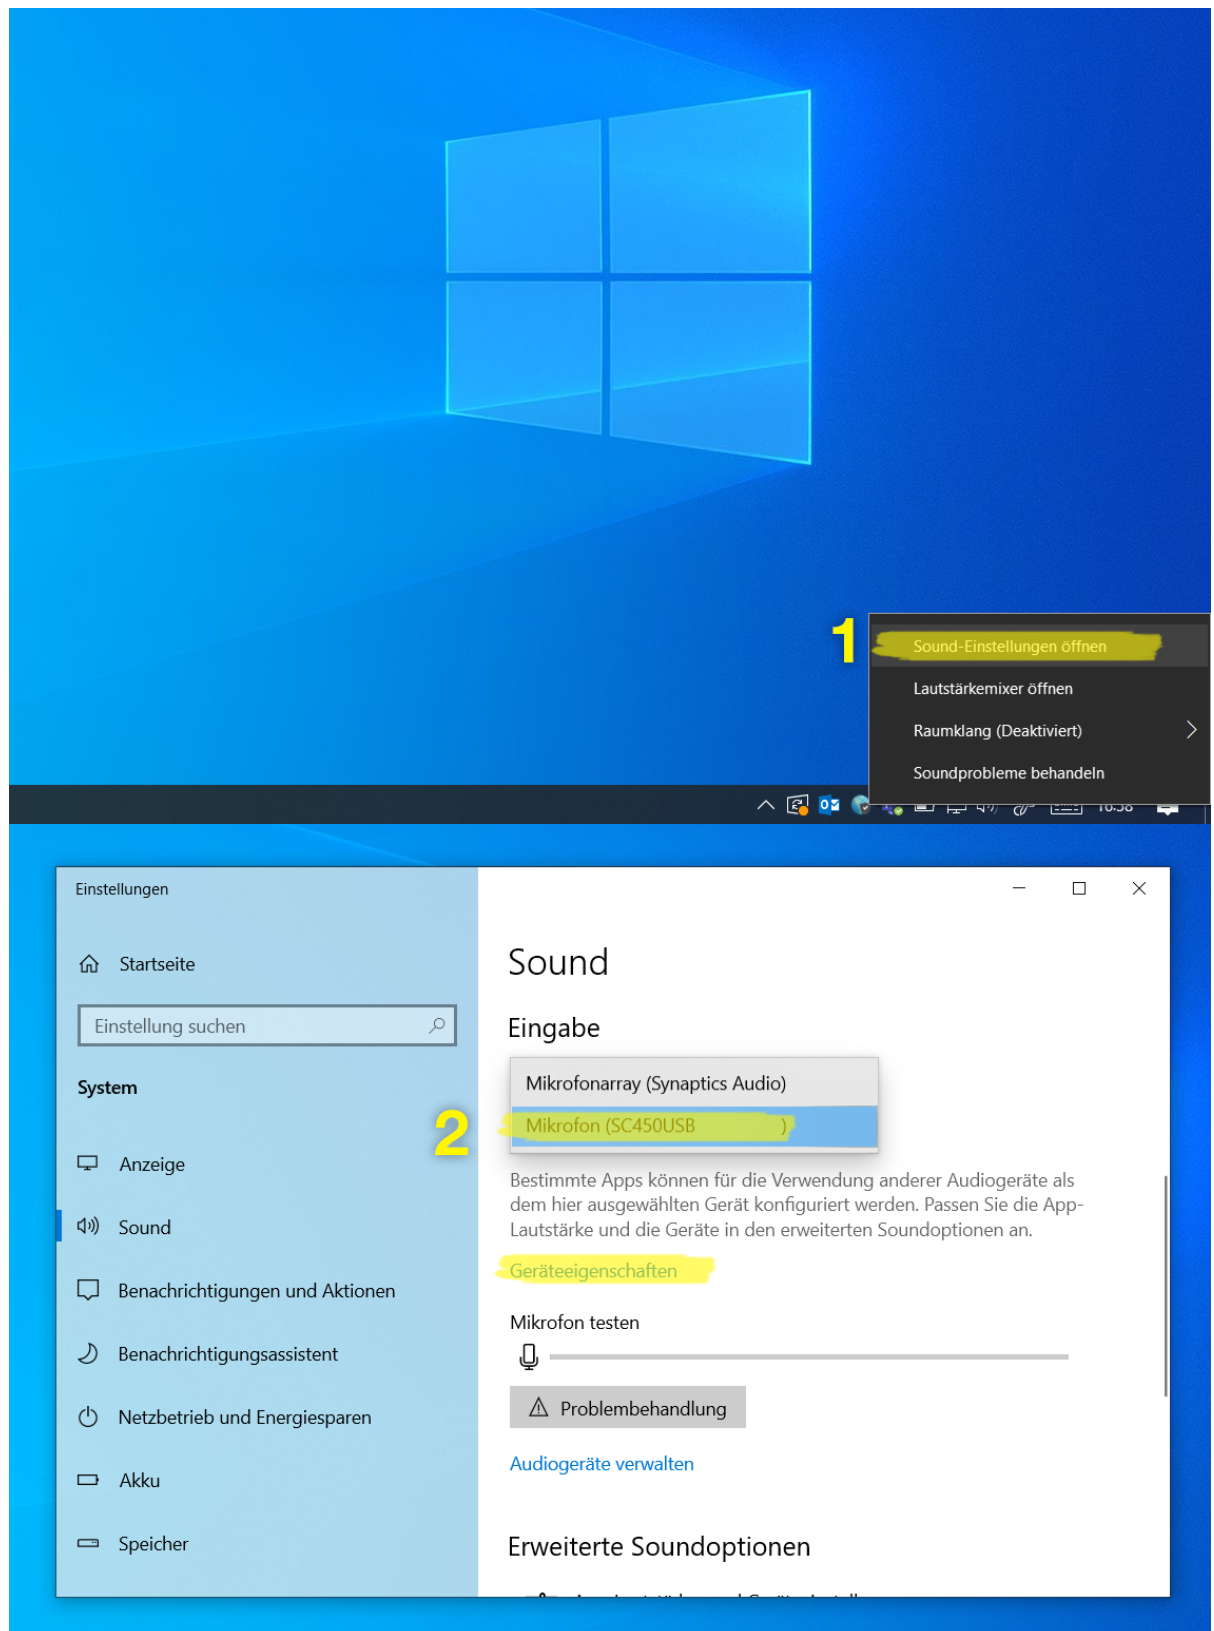 1
Sound-Einstellungen öffnen
Lautstärkemixer öffnen
Raumklang (Deaktiviert)
Soundprobleme behandeln
16:38
Einstellungen
Startseite
Einstellung suchen
System
Anzeige
Sound
Benachrichtigungen und Aktionen
Benachrichtigungsassistent
Netzbetrieb und Energiesparen
Akku
Speicher
Sound
Eingabe
Mikrofonarray (Synaptics Audio)
2
Mikrofon (SC450USB )
Bestimmte Apps können für die Verwendung anderer Audiogeräte als
dem hier ausgewählten Gerät konfiguriert werden. Passen Sie die App-
Lautstärke und die Geräte in den erweiterten Soundoptionen an.
Geräteeigenschaften
Mikrofon testen
Problembehandlung
Audiogeräte verwalten
Erweiterte Soundoptionen